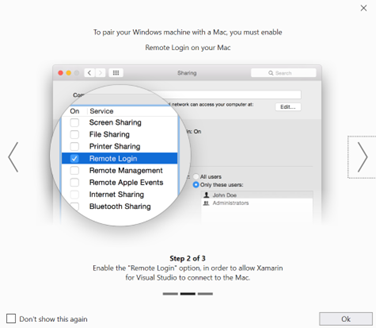 To pair your Windows machine with a Mac, you must enable
Remote Login on your Mac
Sharing
Search
Com
network can access your computer at:
Edit...
On Service
Screen Sharing
File Sharing
Printer Sharing
Remote Login
Remote Management
Remote Apple Events
Internet Sharing
Bluetooth Sharing
in: On
All users
Only these users:
John Doe
Administrators
Step 2 of 3
Enable the "Remote Login" option, in order to allow Xamarin
for Visual Studio to connect to the Mac.
Don't show this again
Ok